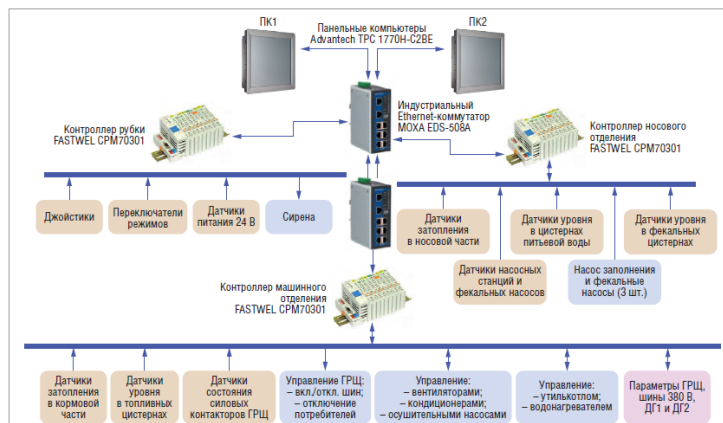 ПК1
Панельные компьютеры
Advantech TPC 1770H-C2BE
ПК2
Контроллер рубки
FASTWEL CPM70301
Индустриальный
Ethernet-коммутатор
MOXA EDS-508A
Контроллер носового
отделения
FASTWEL CPM70301
Джойстики
Переключатели
режимов
Датчики
питания 24 В
Сирена
Датчики
затопления
в носовой части
Датчики уровня
в цистернах
питьевой воды
Датчики уровня
в фекальных
цистернах
Датчики насосных
станций и
фекальных насосов
Насос заполнения
и фекальные
насосы (3 шт.)
Контроллер машинного
отделения
FASTWEL CPM70301
Датчики
затопления
в кормовой
части
Датчики
уровня
в топливных
цистернах
Датчики
состояния
силовых
контакторов ГРЩ
Управление ГРЩ:
– вкл./откл. шин;
– отключение
потребителей
Управление:
– вентиляторами;
– кондиционерами;
– осушительными насосами
Управление:
– утилькотлом;
– водонагревателем
Параметры ГРЩ,
шины 380 В,
ДГ1 и ДГ2